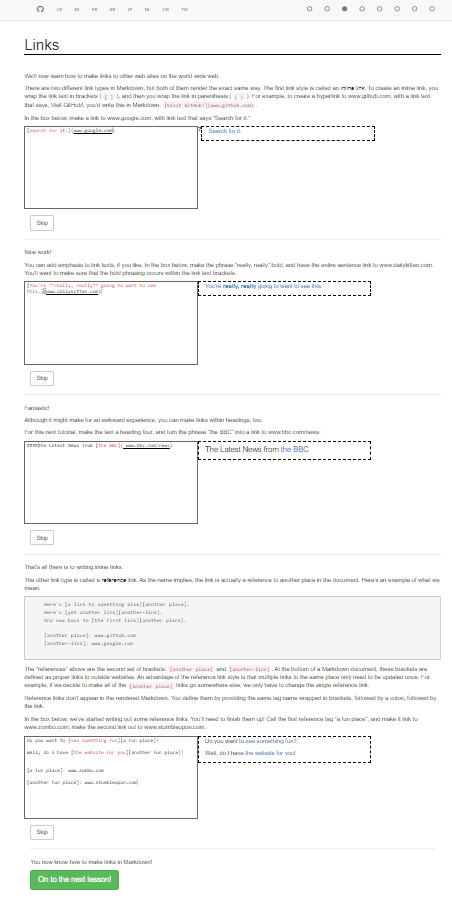 US ES FR KR JP NL CN TW
Links
We'll now learn how to make links to other web sites on the world wide web.
There are two different link types in Markdown, but both of them render the exact same way. The first link style is called an inline link. To create an inline link, you
wrap the link text in brackets ( [ ] ), and then you wrap the link in parenthesis ( ( ) ). For example, to create a hyperlink to www.github.com, with a link text
that says, Visit GitHub!, you'd write this in Markdown: [Visit GitHub!](www.github.com) .
In the box below, make a link to www.google.com, with link text that says "Search for it."
[Search for it.](www.google.com)
Search for it.
Skip
Nice work!
You can add emphasis to link texts, if you like. In the box below, make the phrase "really, really" bold, and have the entire sentence link to www.dailykitten.com.
You'll want to make sure that the bold phrasing occurs within the link text brackets.
[You're **really, really** going to want to see
this.](www.dailykitten.com)
You're really, really going to want to see this.
Skip
Fantastic!
Although it might make for an awkward experience, you can make links within headings, too.
For this next tutorial, make the text a heading four, and turn the phrase "the BBC" into a link to www.bbc.com/news:
####The Latest News from [the BBC](www.bbc.com/news)
The Latest News from the BBC
Skip
That's all there is to writing inline links.
The other link type is called a reference link. As the name implies, the link is actually a reference to another place in the document. Here's an example of what we
mean:
Here's [a link to something else][another place].
Here's [yet another link][another-link].
And now back to [the first link][another place].
[another place]: www.github.com
[another-link]: www.google.com
The "references" above are the second set of brackets: [another place] and [another-link] . At the bottom of a Markdown document, these brackets are
defined as proper links to outside websites. An advantage of the reference link style is that multiple links to the same place only need to be updated once. For
example, if we decide to make all of the [another place] links go somewhere else, we only have to change the single reference link.
Reference links don't appear in the rendered Markdown. You define them by providing the same tag name wrapped in brackets, followed by a colon, followed by
the link.
In the box below, we've started writing out some reference links. You'll need to finish them up! Call the first reference tag "a fun place", and make it link to
www.zombo.com; make the second link out to www.stumbleupon.com.
Do you want to [see something fun][a fun place]?
Well, do I have [the website for you][another fun place]!
[a fun place]: www.zombo.com
[another fun place]: www.stumbleupon.com
Do you want to see something fun?
Well, do I have the website for you!
Skip
You now know how to make links in Markdown!
On to the next lesson!